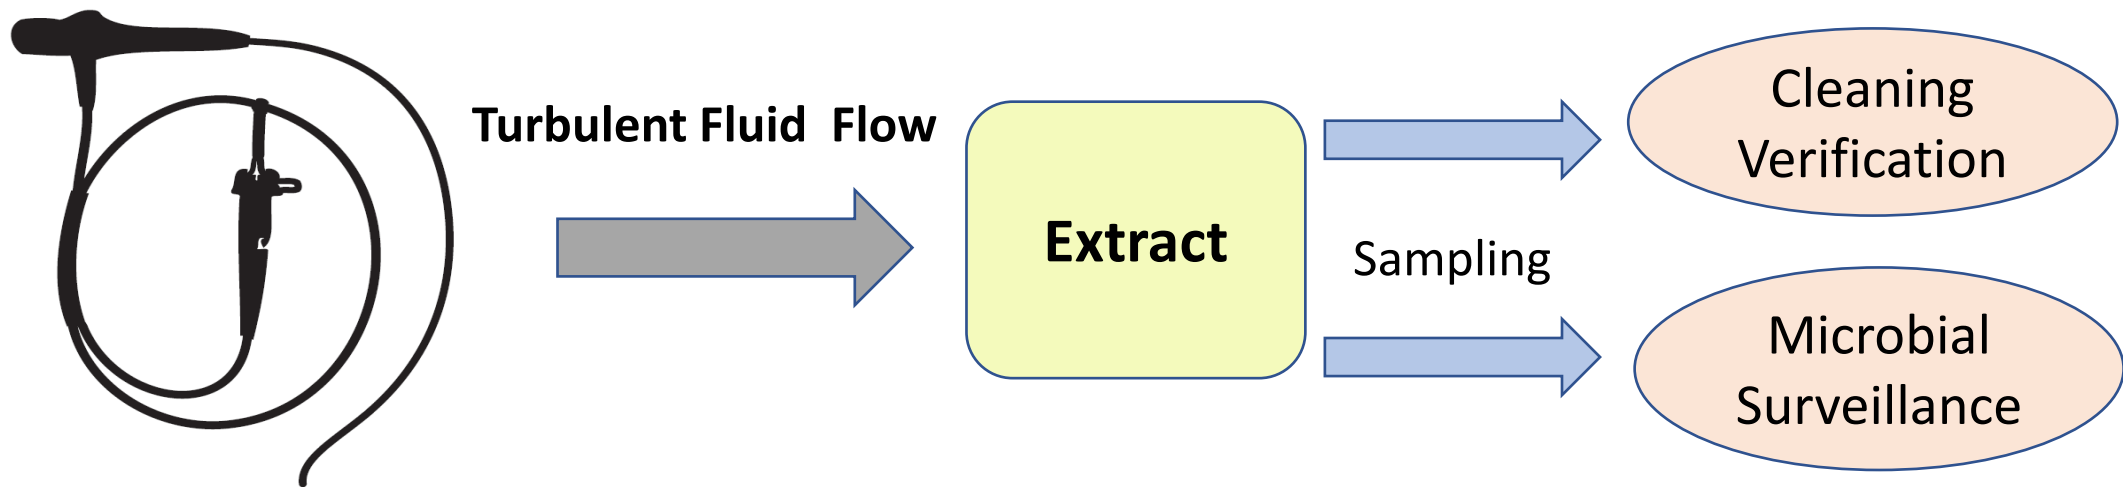 Turbulent Fluid  Flow
Extract
Sampling
Cleaning
Verification
Microbial
Surveillance